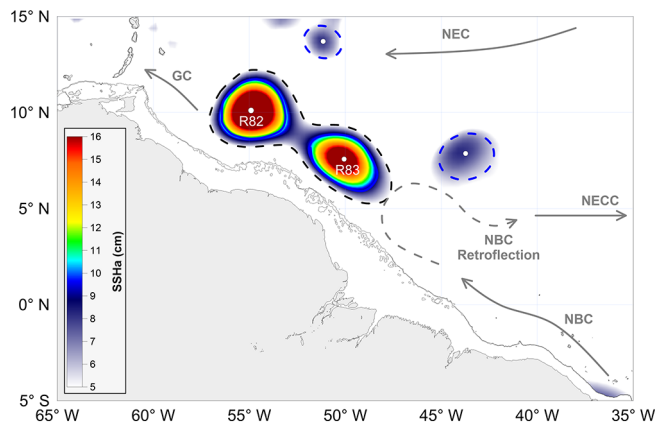 15° N
10° N
5° N
0° N
5° S
65° W
60° W
55° W
50° W
45° W
40° W
35° W
NEC
GC
R82
R83
NECC
NBC
Retroflection
NBC
16
15
14
13
12
11
10
9
8
7
6
5
SSHa (cm)